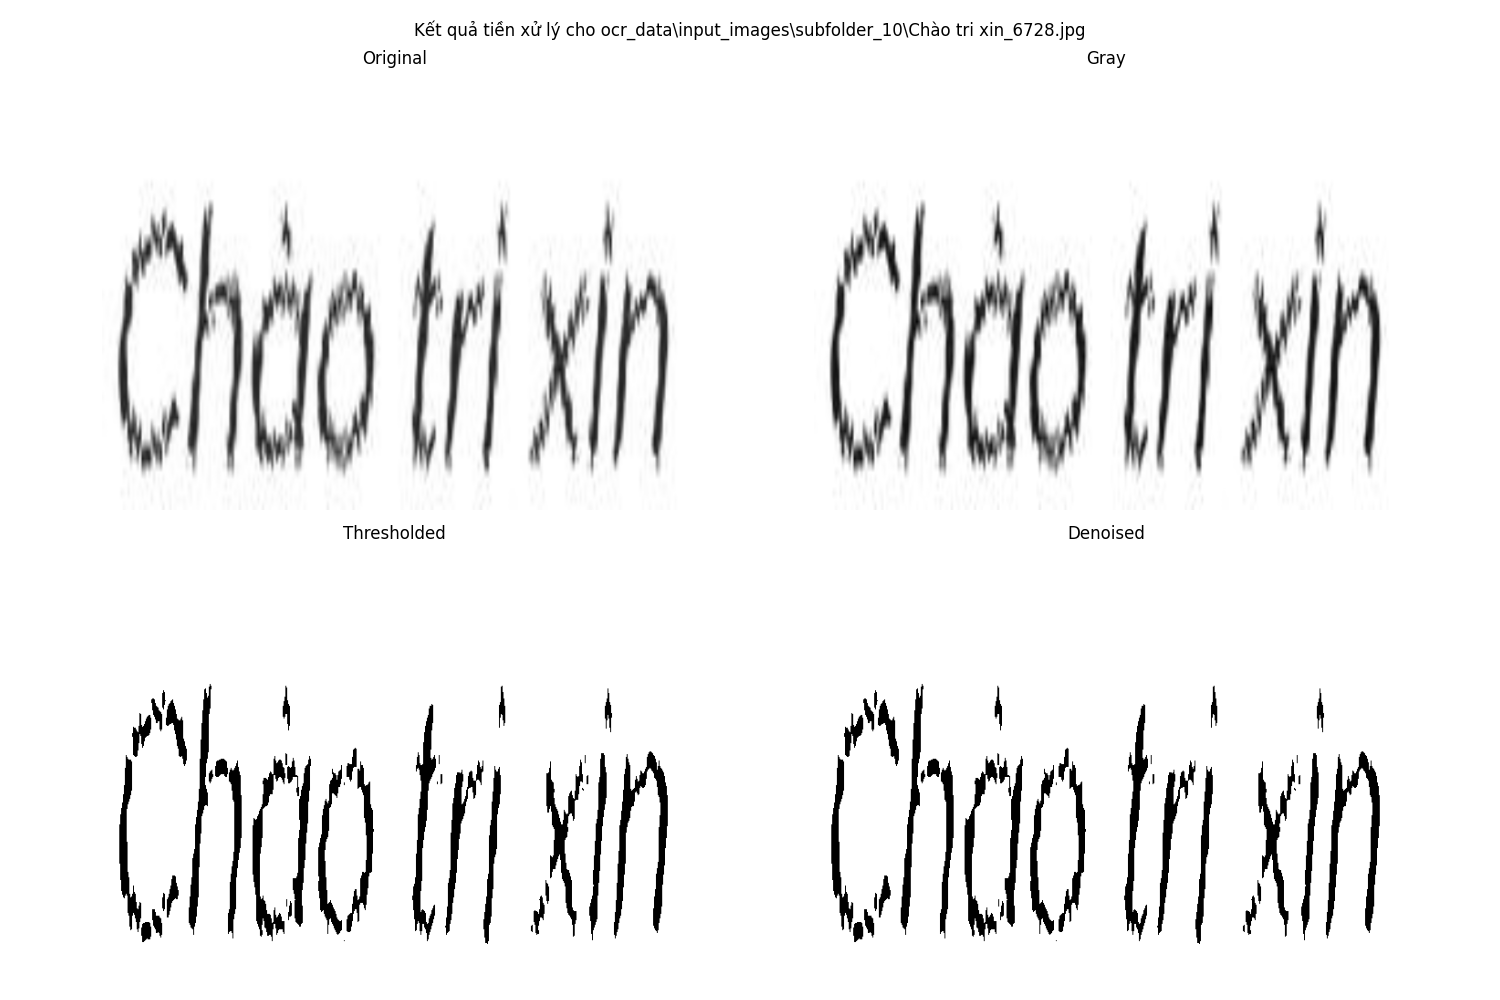 Kết quả tiền xử lý cho ocr_data\input_images\subfolder_10\Chào tri xin_6728.jpg
Original
Gray
Chào tri xin
Chào tri xin
Thresholded
Denoised
Chào tri xin
Chào tri xin